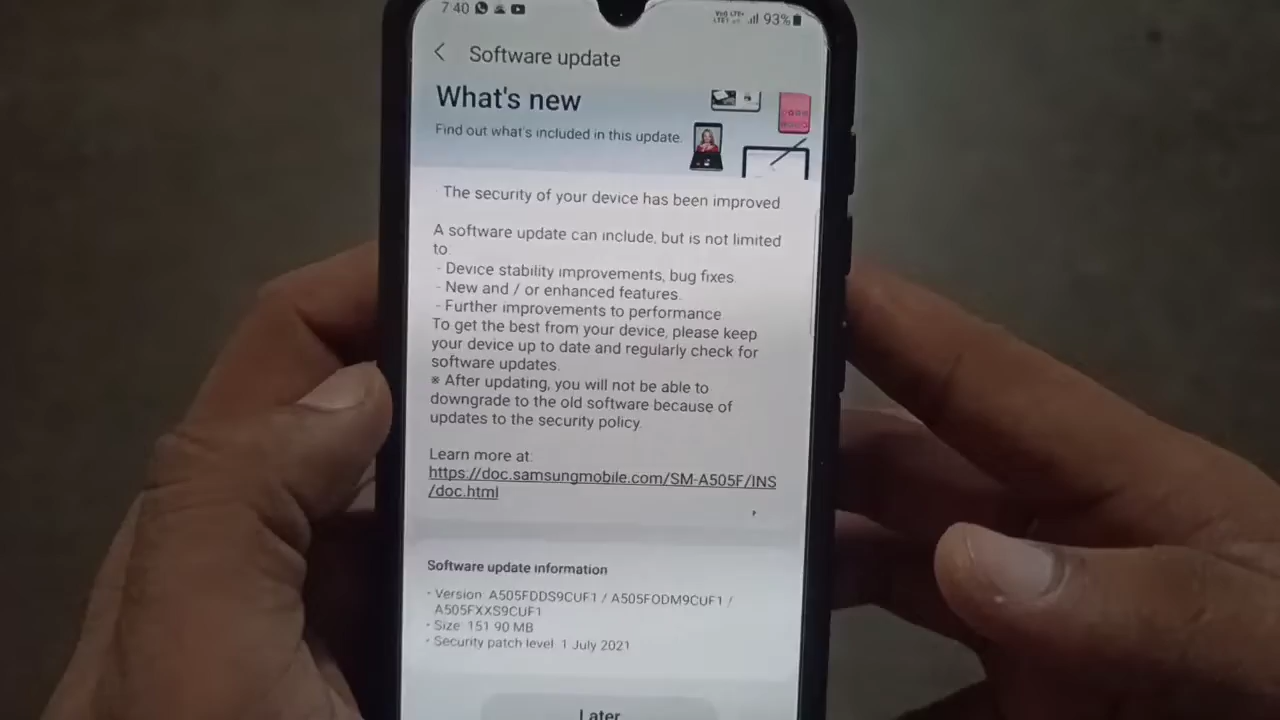 7:40
93%
Software update
What's new
Find out what's included in this update.
· The security of your device has been improved
A software update can include, but is not limited
to:
- Device stability improvements, bug fixes.
- New and / or enhanced features.
- Further improvements to performance
To get the best from your device, please keep
your device up to date and regularly check for
software updates.
※ After updating, you will not be able to
downgrade to the old software because of
updates to the security policy.
Learn more at:
https://doc.samsungmobile.com/SM-A505F/INS
/doc.html
Software update information
• Version: A505FDDS9CUF1 / A505FODM9CUF1 /
A505FXXS9CUF1
• Size: 151.90 MB
• Security patch level: 1 July 2021
Later